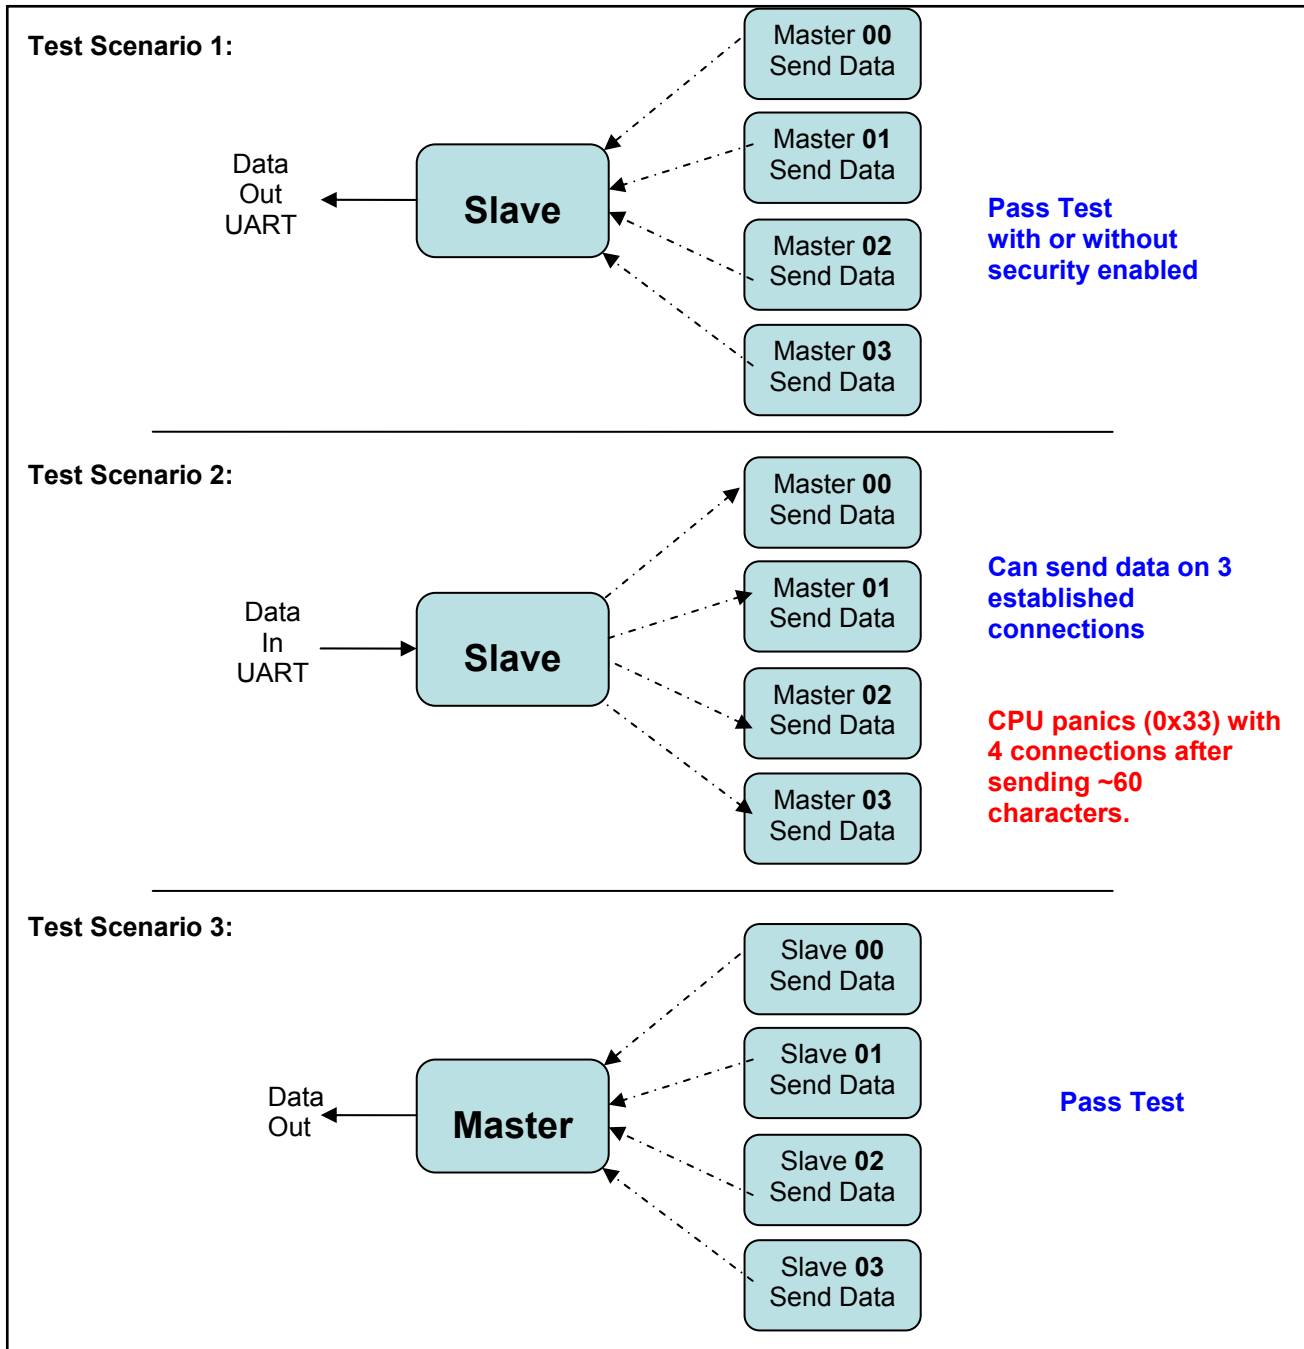 Test Scenario 1:
Master 00
Send Data
Master 01
Send Data
Data
Out
UART
Slave
Pass Test
with or without
security enabled
Master 02
Send Data
Master 03
Send Data
Test Scenario 2:
Master 00
Send Data
Can send data on 3
established
connections
Master 01
Send Data
Data
In
UART
Slave
Master 02
Send Data
CPU panics (0x33) with
4 connections after
sending ~60
characters.
Master 03
Send Data
Test Scenario 3:
Slave 00
Send Data
Slave 01
Send Data
Data
Out
Master
Pass Test
Slave 02
Send Data
Slave 03
Send Data